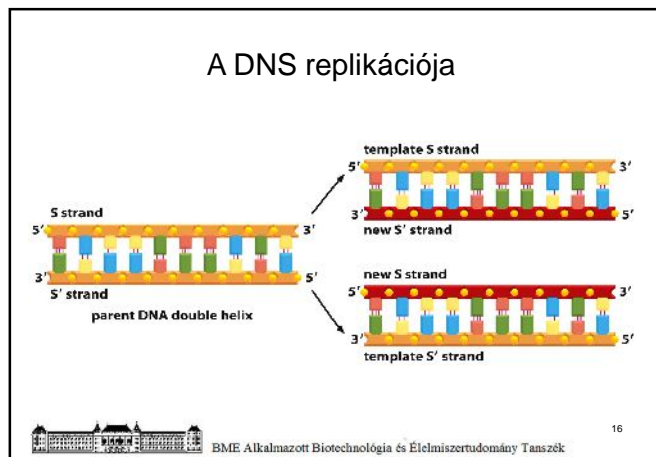 A DNS replikációja
template S strand
5' 3'
3' 5'
new S' strand
S strand
5' 3'
3' 5'
S' strand
parent DNA double helix
new S strand
5' 3'
3' 5'
template S' strand
16
BME Alkalmazott Biotechnológia és Élelmiszertudomány Tanszék